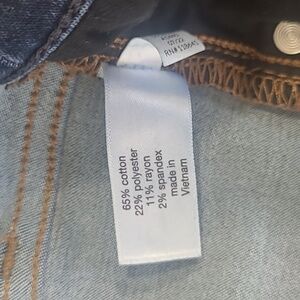 65% cotton
22% polyester
11% rayon
2% spandex
made in
Vietnam